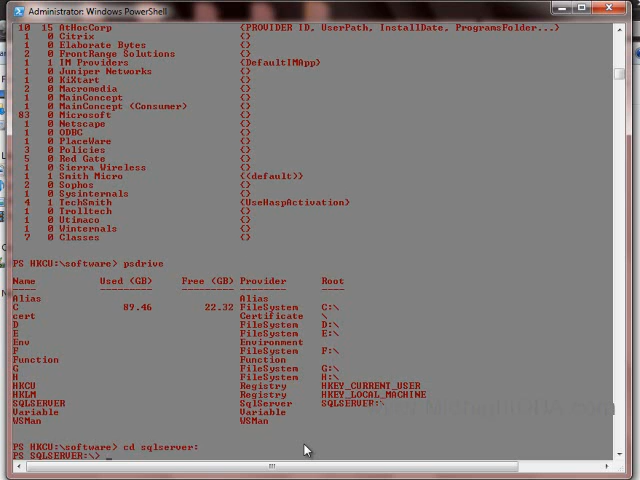 Administrator: Windows PowerShell
10 15 AtHocCorp {PROVIDER ID, UserPath, InstallDate, ProgramsFolder...}
1 0 Citrix {}
1 0 Elaborate Bytes {}
2 0 FrontRange Solutions {}
1 1 IM Providers {DefaultIMApp}
1 0 Juniper Networks {}
1 0 KiXtart {}
2 0 Macromedia {}
1 0 MainConcept {}
1 0 MainConcept (Consumer) {}
83 0 Microsoft {}
1 0 Netscape {}
1 0 ODBC {}
1 0 PlaceWare {}
3 0 Policies {}
5 0 Red Gate {}
1 0 Sierra Wireless {}
1 1 Smith Micro {(default)}
2 0 Sophos {}
1 0 Sysinternals {}
4 1 TechSmith {UseHaspActivation}
1 0 Trolltech {}
1 0 Utimaco {}
1 0 Winternals {}
7 0 Classes {}
PS HKCU:\software> psdrive
Name Used (GB) Free (GB) Provider Root
---- --------- --------- -------- ----
Alias Alias
C 89.46 22.32 FileSystem C:\
cert Certificate \
D FileSystem D:\
E FileSystem E:\
Env Environment
F FileSystem F:\
Function Function
G FileSystem G:\
H FileSystem H:\
HKCU Registry HKEY_CURRENT_USER
HKLM Registry HKEY_LOCAL_MACHINE
SQLSERVER SqlServer SQLSERVER:\
Variable Variable
WSMan WSMan
MidnightDBA.com
PS HKCU:\software> cd sqlserver:
PS SQLSERVER:\> _